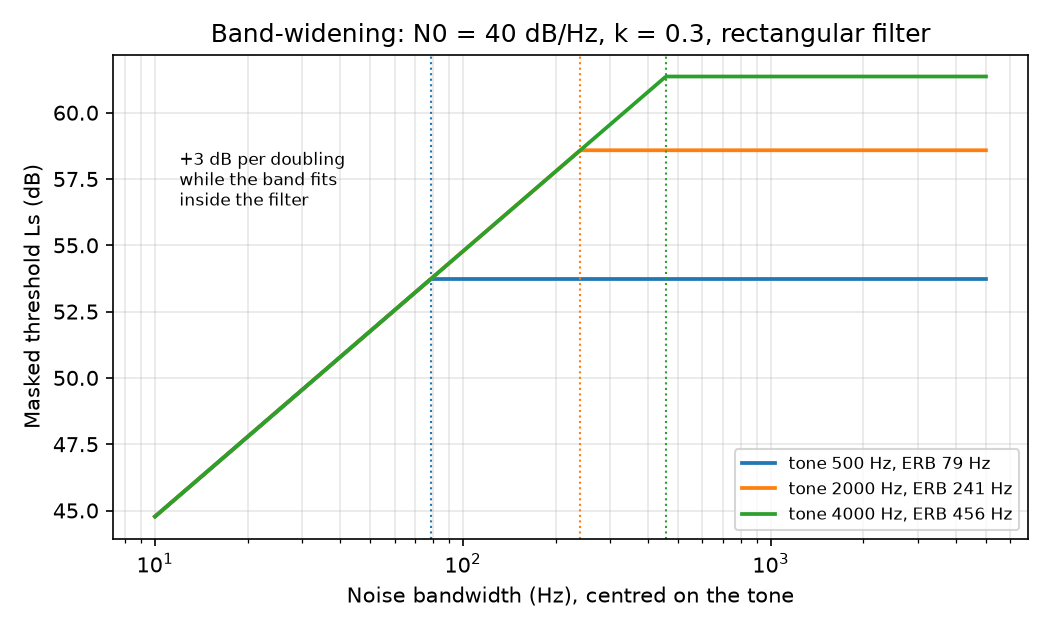 Band-widening: N0 = 40 dB/Hz, k = 0.3, rectangular filter
Masked threshold Ls (dB)
60.0
57.5
55.0
52.5
50.0
47.5
45.0
+3 dB per doubling
while the band fits
inside the filter
tone 500 Hz, ERB 79 Hz
tone 2000 Hz, ERB 241 Hz
tone 4000 Hz, ERB 456 Hz
10¹ 10² 10³
Noise bandwidth (Hz), centred on the tone